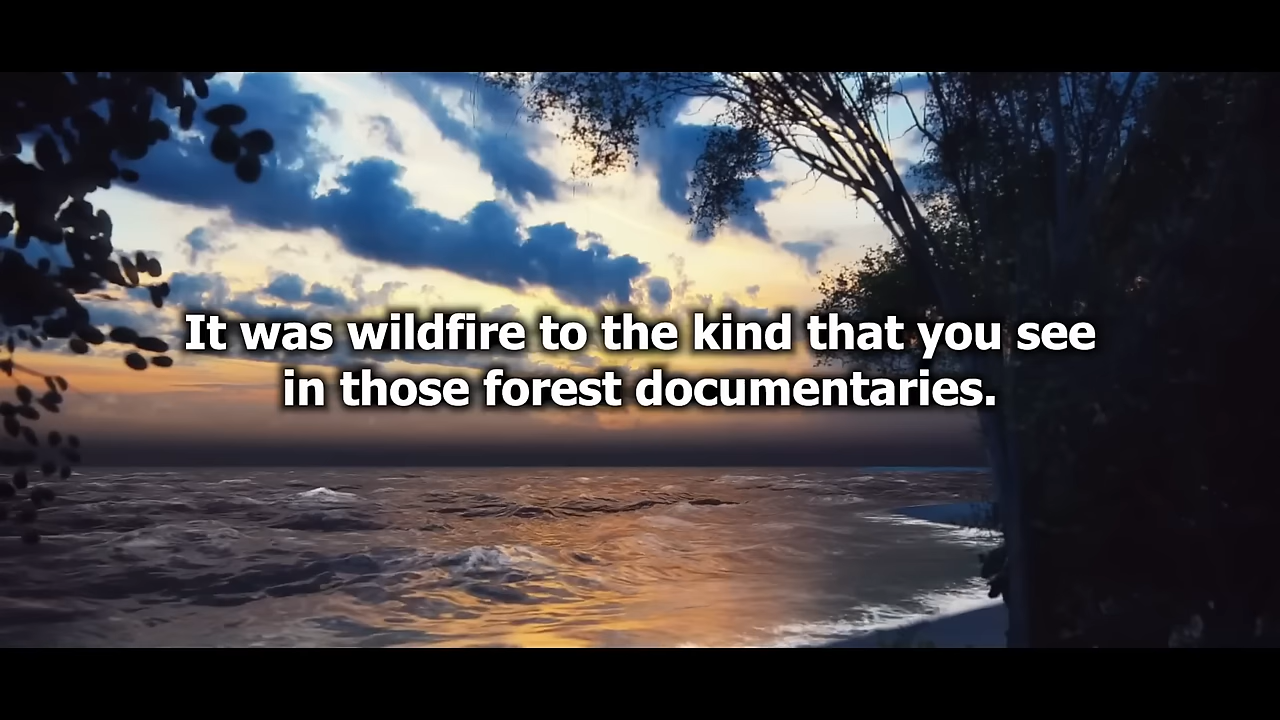 It was wildfire to the kind that you see
in those forest documentaries.